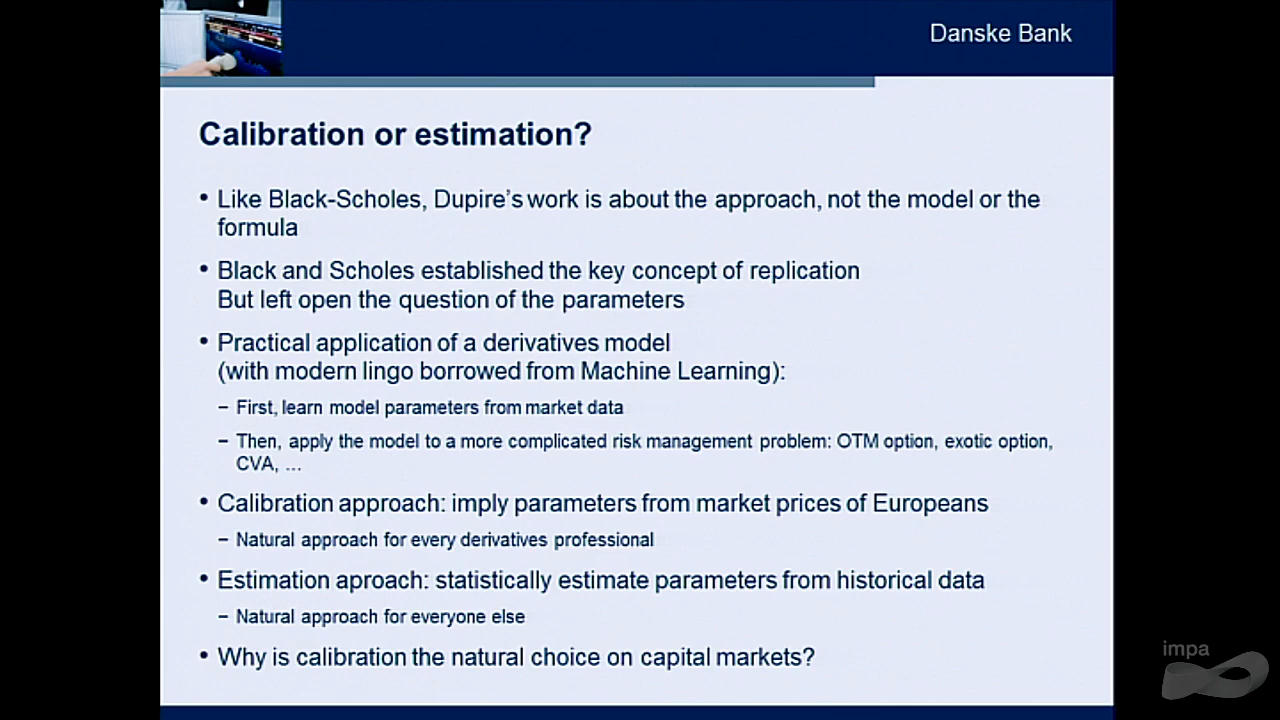 Danske Bank
Calibration or estimation?
• Like Black-Scholes, Dupire's work is about the approach, not the model or the
formula
• Black and Scholes established the key concept of replication
But left open the question of the parameters
• Practical application of a derivatives model
(with modern lingo borrowed from Machine Learning):
– First, learn model parameters from market data
– Then, apply the model to a more complicated risk management problem: OTM option, exotic option,
CVA, ...
• Calibration approach: imply parameters from market prices of Europeans
– Natural approach for every derivatives professional
• Estimation aproach: statistically estimate parameters from historical data
– Natural approach for everyone else
• Why is calibration the natural choice on capital markets?
impa